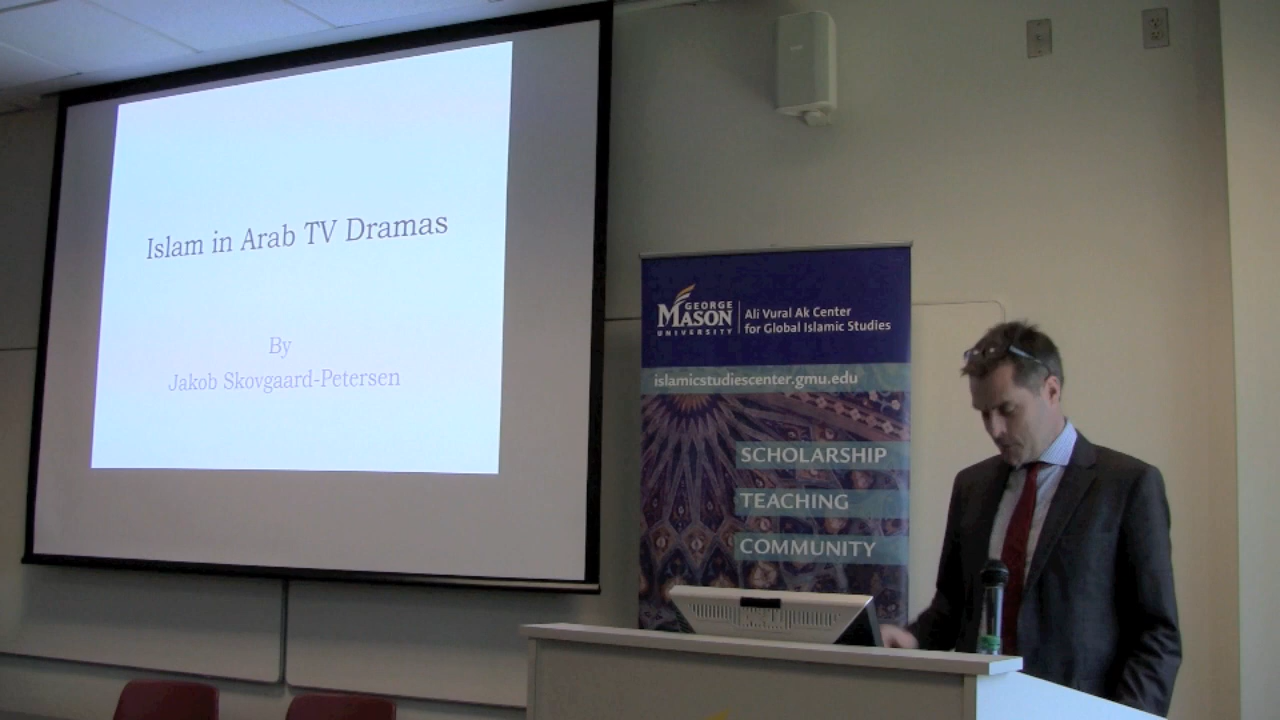 Islam in Arab TV Dramas
By
Jakob Skovgaard-Petersen
GEORGE
MASON
UNIVERSITY
Ali Vural Ak Center
for Global Islamic Studies
islamicstudiescenter.gmu.edu
SCHOLARSHIP
TEACHING
COMMUNITY